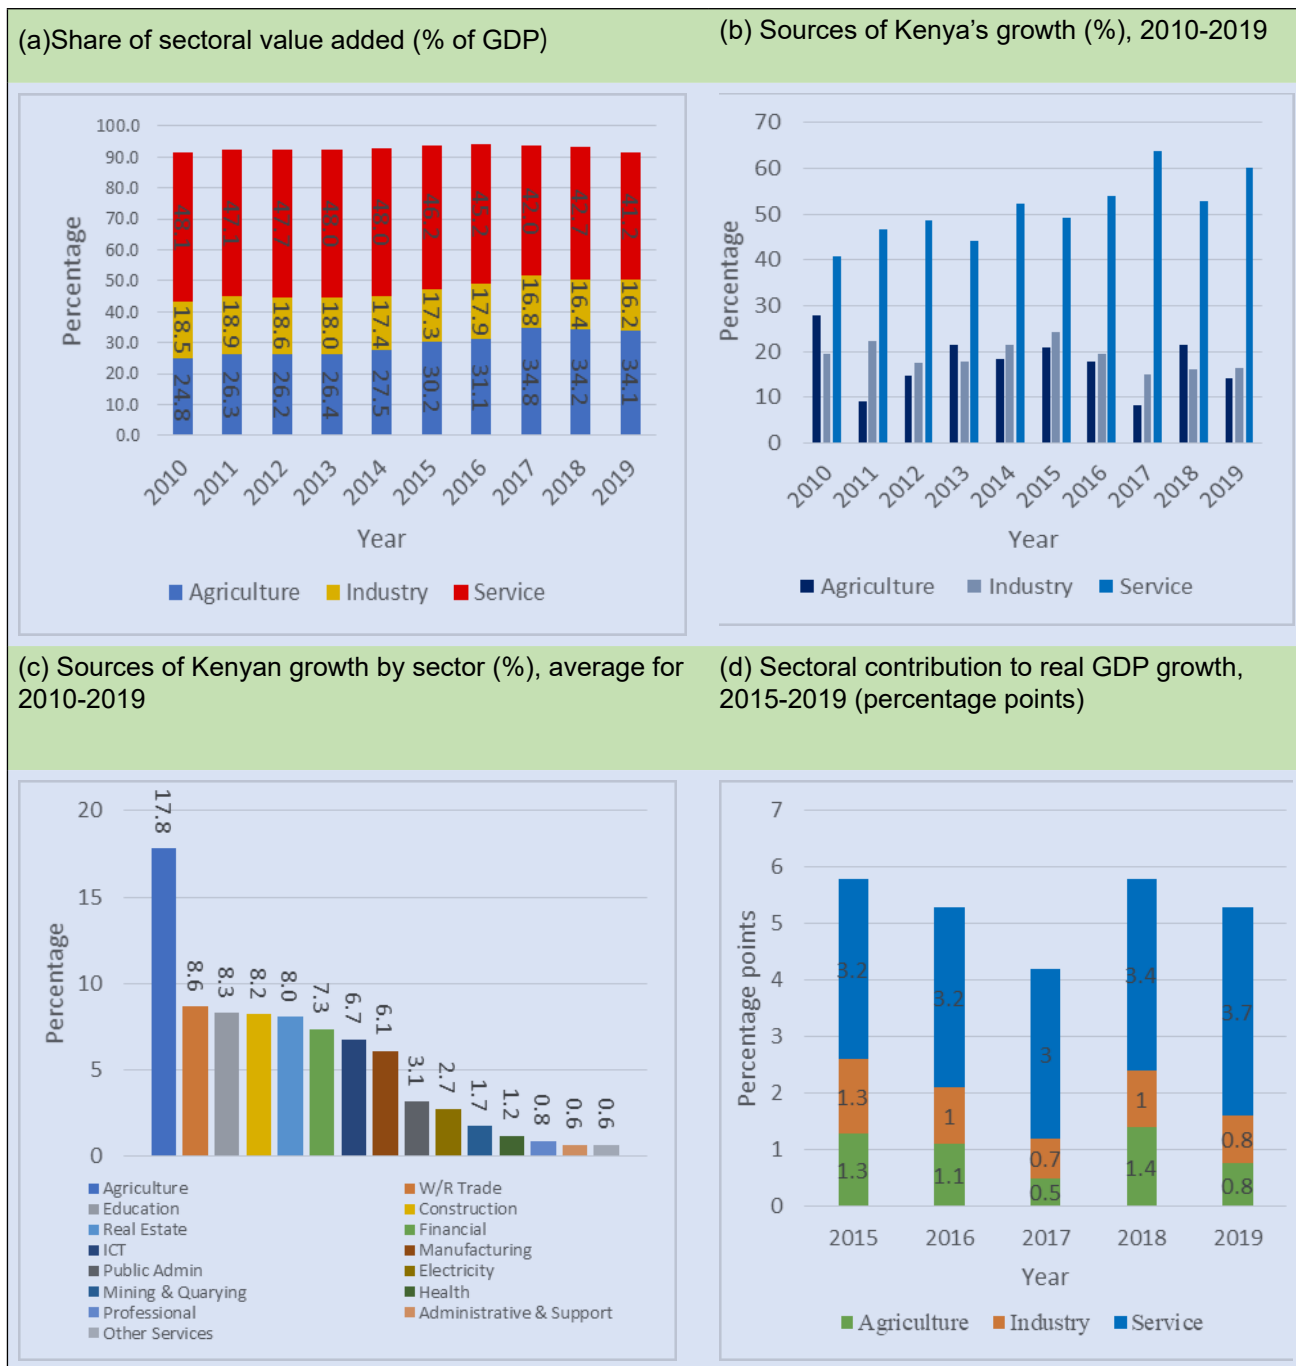 (a)Share of sectoral value added (% of GDP)
(b) Sources of Kenya's growth (%), 2010-2019
Percentage
100.0
90.0
80.0
70.0
60.0
50.0
40.0
30.0
20.0
10.0
0.0
48.1 47.1 47.7 48.0 48.0 46.2 45.2 42.0 42.7 41.2
18.5 18.9 18.6 18.0 17.4 17.3 17.9 16.8 16.4 16.2
24.8 26.3 26.2 26.4 27.5 30.2 31.1 34.8 34.2 34.1
2010 2011 2012 2013 2014 2015 2016 2017 2018 2019
Year
Agriculture Industry Service
Percentage
70
60
50
40
30
20
10
0
2010 2011 2012 2013 2014 2015 2016 2017 2018 2019
Year
Agriculture Industry Service
(c) Sources of Kenyan growth by sector (%), average for
2010-2019
(d) Sectoral contribution to real GDP growth,
2015-2019 (percentage points)
Percentage
20
15
10
5
0
17.8 8.6 8.3 8.2 8.0 7.3 6.7 6.1 3.1 2.7 1.7 1.2 0.8 0.6 0.6
Agriculture W/R Trade
Education Construction
Real Estate Financial
ICT Manufacturing
Public Admin Electricity
Mining & Quarying Health
Professional Administrative & Support
Other Services
Percentage points
7
6
5
4
3
2
1
0
3.2 3.2 3 3.4 3.7
1.3 1 0.7 1 0.8
1.3 1.1 0.5 1.4 0.8
2015 2016 2017 2018 2019
Year
Agriculture Industry Service